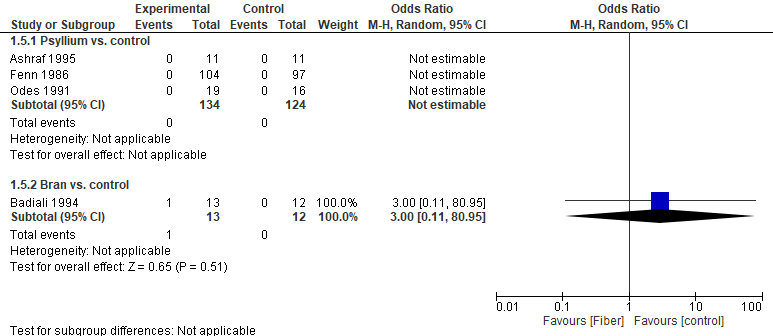 Experimental Control Odds Ratio Odds Ratio
Study or Subgroup Events Total Events Total Weight M-H, Random, 95% CI M-H, Random, 95% CI
1.5.1 Psyllium vs. control
Ashraf 1995 0 11 0 11 Not estimable
Fenn 1986 0 104 0 97 Not estimable
Odes 1991 0 19 0 16 Not estimable
Subtotal (95% CI) 134 124 Not estimable
Total events 0 0
Heterogeneity: Not applicable
Test for overall effect: Not applicable
1.5.2 Bran vs. control
Badiali 1994 1 13 0 12 100.0% 3.00 [0.11, 80.95]
Subtotal (95% CI) 13 12 100.0% 3.00 [0.11, 80.95]
Total events 1 0
Heterogeneity: Not applicable
Test for overall effect: Z = 0.65 (P = 0.51)
0.01 0.1 1 10 100
Favours [Fiber] Favours [control]
Test for subgroup differences: Not applicable